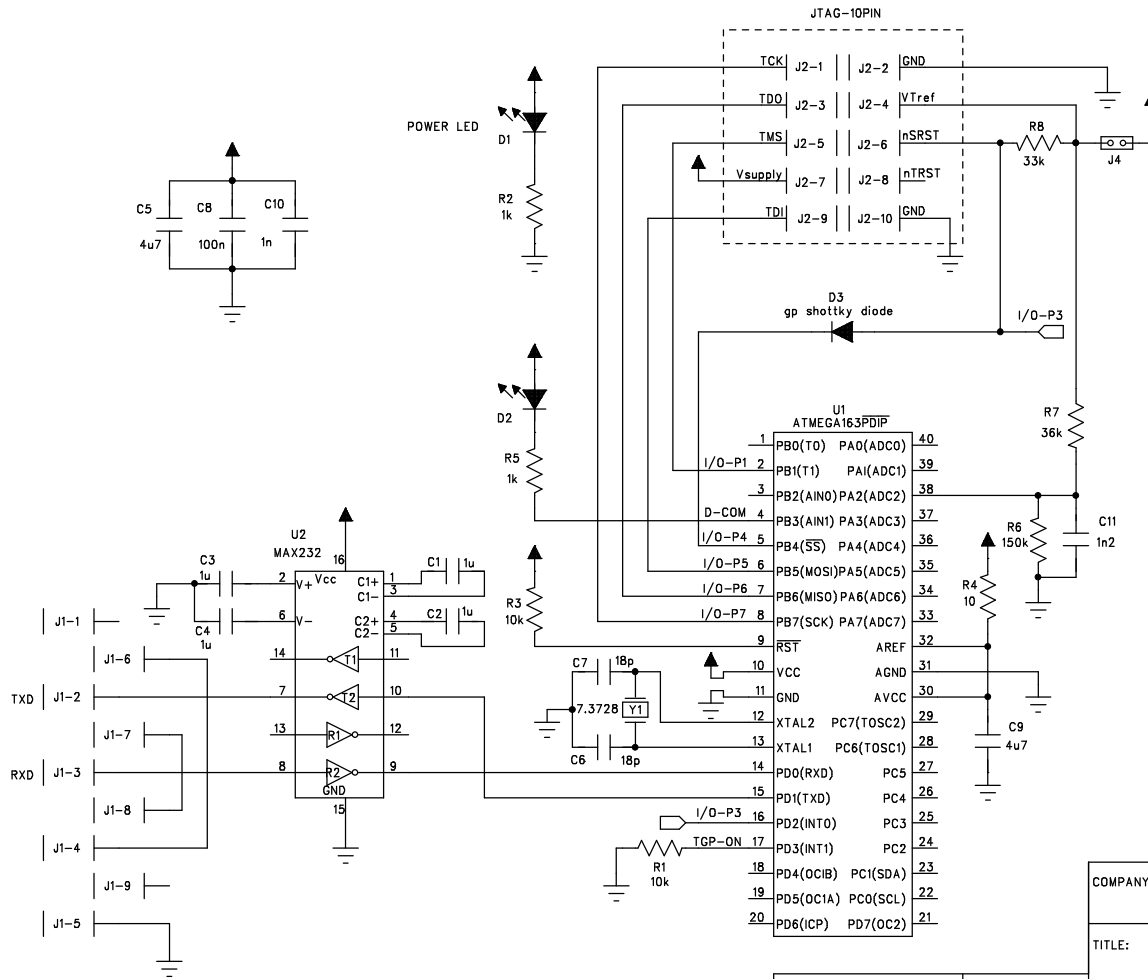 JTAG-10PIN
TCK J2-1 J2-2 GND
TDO J2-3 J2-4 VTref
TMS J2-5 J2-6 nSRST
Vsupply J2-7 J2-8 nTRST
TDI J2-9 J2-10 GND
R8
33k
J4
POWER LED
D1
R2
1k
C5
4u7
C8
100n
C10
1n
D3
gp shottky diode
I/O-P3
D2
R5
1k
R7
36k
U1
ATMEGA163PDIP
1 PB0(T0) PA0(ADC0) 40
I/O-P1 2 PB1(T1) PA1(ADC1) 39
3 PB2(AIN0) PA2(ADC2) 38
D-COM 4 PB3(AIN1) PA3(ADC3) 37
I/O-P4 5 PB4(SS) PA4(ADC4) 36
I/O-P5 6 PB5(MOSI) PA5(ADC5) 35
I/O-P6 7 PB6(MISO) PA6(ADC6) 34
I/O-P7 8 PB7(SCK) PA7(ADC7) 33
9 RST AREF 32
10 VCC AGND 31
11 GND AVCC 30
12 XTAL2 PC7(TOSC2) 29
13 XTAL1 PC6(TOSC1) 28
14 PD0(RXD) PC5 27
15 PD1(TXD) PC4 26
I/O-P3 16 PD2(INT0) PC3 25
TGP-ON 17 PD3(INT1) PC2 24
18 PD4(OCIB) PC1(SDA) 23
19 PD5(OC1A) PC0(SCL) 22
20 PD6(ICP) PD7(OC2) 21
R6
150k
C11
1n2
R4
10
C9
4u7
R3
10k
C7
18p
7.3728 Y1
C6
18p
R1
10k
U2
MAX232
16
Vcc
C3
1u
2 V+
C1+ 1
C1- 3
C1
1u
C4
1u
6 V-
C2+ 4
C2- 5
C2
1u
14 T1 11
7 T2 10
13 R1 12
8 R2 9
GND
15
J1-1
J1-6
TXD J1-2
J1-7
RXD J1-3
J1-8
J1-4
J1-9
J1-5
COMPANY
TITLE: